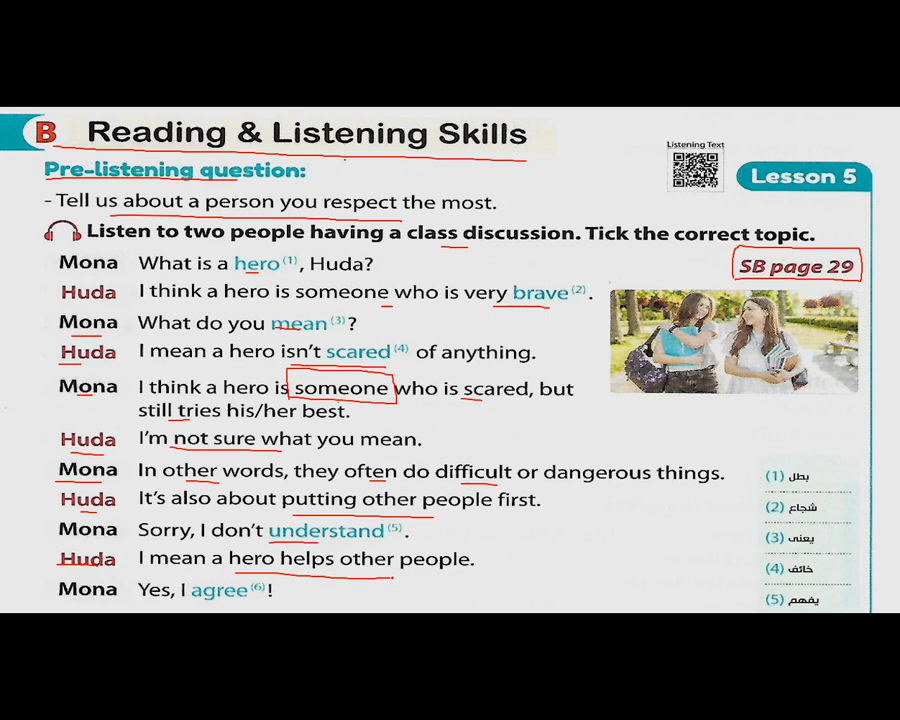 B Reading & Listening Skills
Listening Text
Pre-listening question:
Lesson 5
- Tell us about a person you respect the most.
Listen to two people having a class discussion. Tick the correct topic.
SB page 29
Mona What is a hero (1), Huda?
Huda I think a hero is someone who is very brave (2).
Mona What do you mean (3)?
Huda I mean a hero isn't scared (4) of anything.
Mona I think a hero is someone who is scared, but
still tries his/her best.
Huda I'm not sure what you mean.
Mona In other words, they often do difficult or dangerous things.
Huda It's also about putting other people first.
Mona Sorry, I don't understand (5).
Huda I mean a hero helps other people.
Mona Yes, I agree (6)!
(1) بطل
(2) شجاع
(3) يعنى
(4) خائف
(5) يفهم